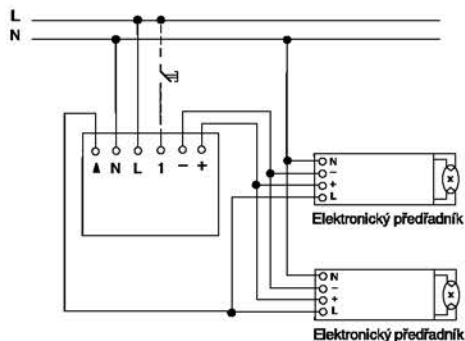 L
N
▲ N L 1 − +
N
−
+
L
Elektronický předřadník
N
−
+
L
Elektronický předřadník